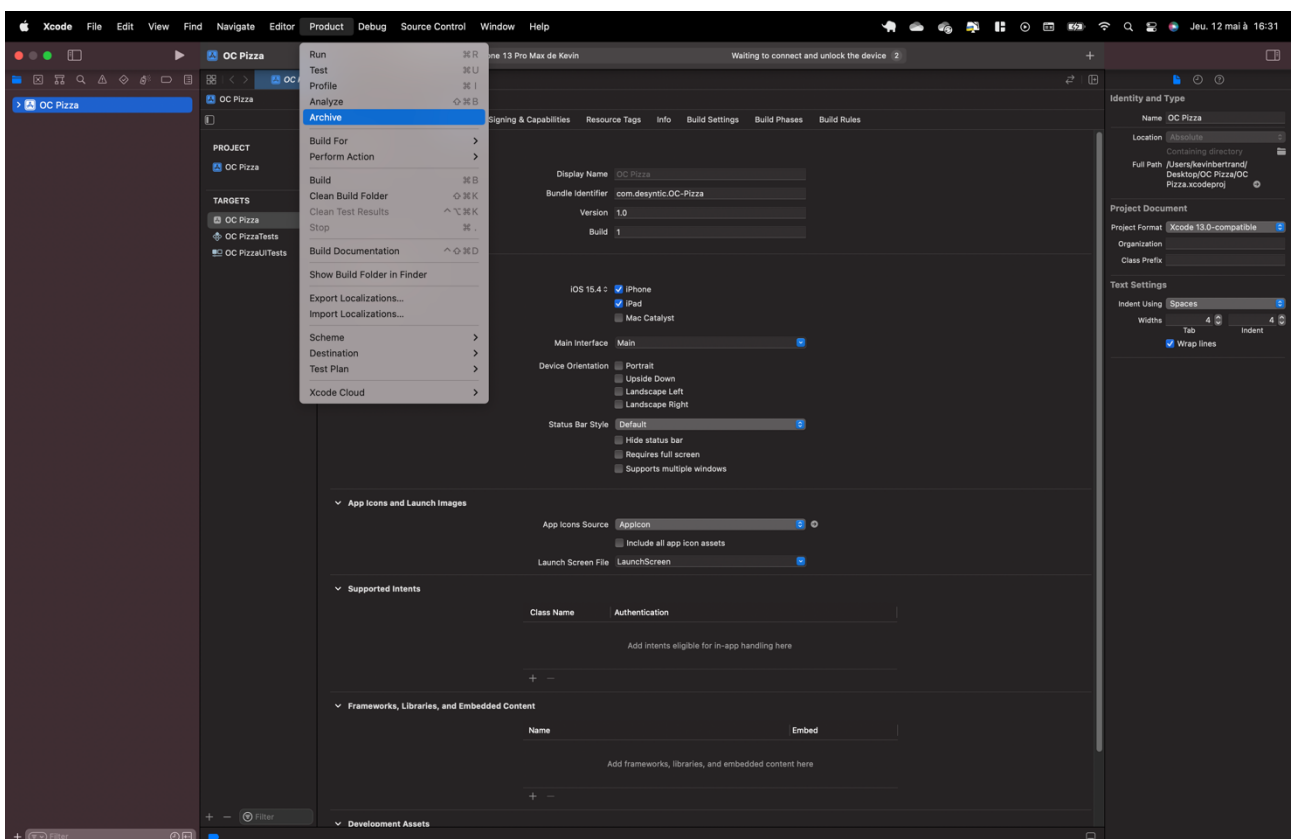 Xcode File Edit View Find Navigate Editor Product Debug Source Control Window Help Jeu. 12 mai à 16:31
OC Pizza
ne 13 Pro Max de Kevin
Waiting to connect and unlock the device 2
OC Pizza
OC
OC Pizza
Run ⌘R
Test ⌘U
Profile ⌘I
Analyze ⇧⌘B
Archive
Build For
Perform Action
Build ⌘B
Clean Build Folder ⇧⌘K
Clean Test Results ^⌥⌘K
Stop ⌘.
Build Documentation ^⇧⌘D
Show Build Folder in Finder
Export Localizations...
Import Localizations...
Scheme
Destination
Test Plan
Xcode Cloud
Signing & Capabilities Resource Tags Info Build Settings Build Phases Build Rules
PROJECT
OC Pizza
TARGETS
OC Pizza
OC PizzaTests
OC PizzaUITests
Display Name OC Pizza
Bundle Identifier com.desyntic.OC-Pizza
Version 1.0
Build 1
iOS 15.4 iPhone
iPad
Mac Catalyst
Main Interface Main
Device Orientation Portrait
Upside Down
Landscape Left
Landscape Right
Status Bar Style Default
Hide status bar
Requires full screen
Supports multiple windows
App Icons and Launch Images
App Icons Source AppIcon
Include all app icon assets
Launch Screen File LaunchScreen
Supported Intents
Class Name Authentication
Add intents eligible for in-app handling here
Frameworks, Libraries, and Embedded Content
Name Embed
Add frameworks, libraries, and embedded content here
Development Assets
Filter
Filter
Identity and Type
Name OC Pizza
Location Absolute
Containing directory
Full Path /Users/kevinbertrand/
Desktop/OC Pizza/OC
Pizza.xcodeproj
Project Document
Project Format Xcode 13.0-compatible
Organization
Class Prefix
Text Settings
Indent Using Spaces
Widths 4 4
Tab Indent
Wrap lines